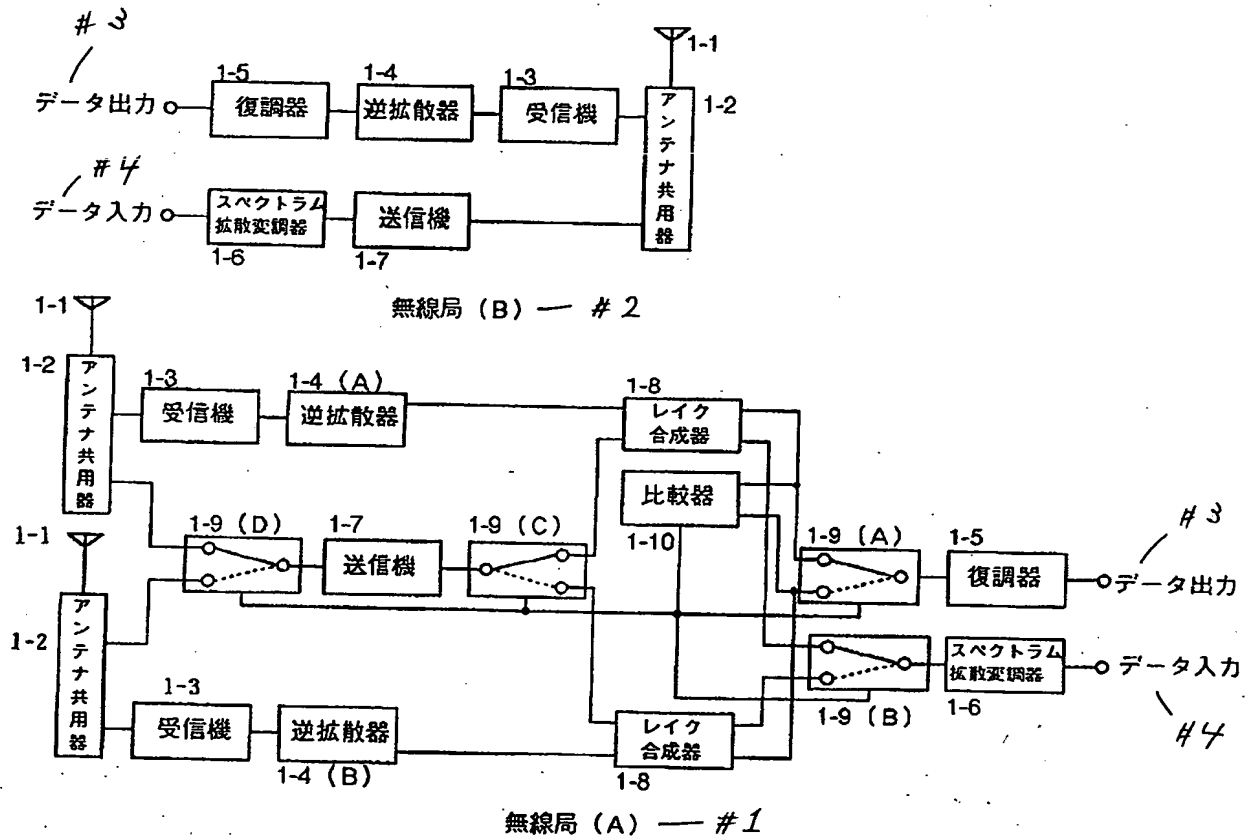 #3
1-1
1-5
1-4
1-3
1-2
データ出力
復調器
逆拡散器
受信機
アンテナ共用器
#4
データ入力
スペクトラム
拡散変調器
送信機
1-6
1-7
無線局(B) — #2
1-1
1-2
アンテナ共用器
1-3
受信機
1-4(A)
逆拡散器
1-8
レイク
合成器
比較器
1-10
1-9(D)
1-7
送信機
1-9(C)
1-9(A)
1-5
復調器
#3
データ出力
1-1
1-2
アンテナ共用器
スペクトラム
拡散変調器
データ入力
1-9(B)
1-6
#4
1-3
受信機
逆拡散器
1-4(B)
レイク
合成器
1-8
無線局(A) — #1